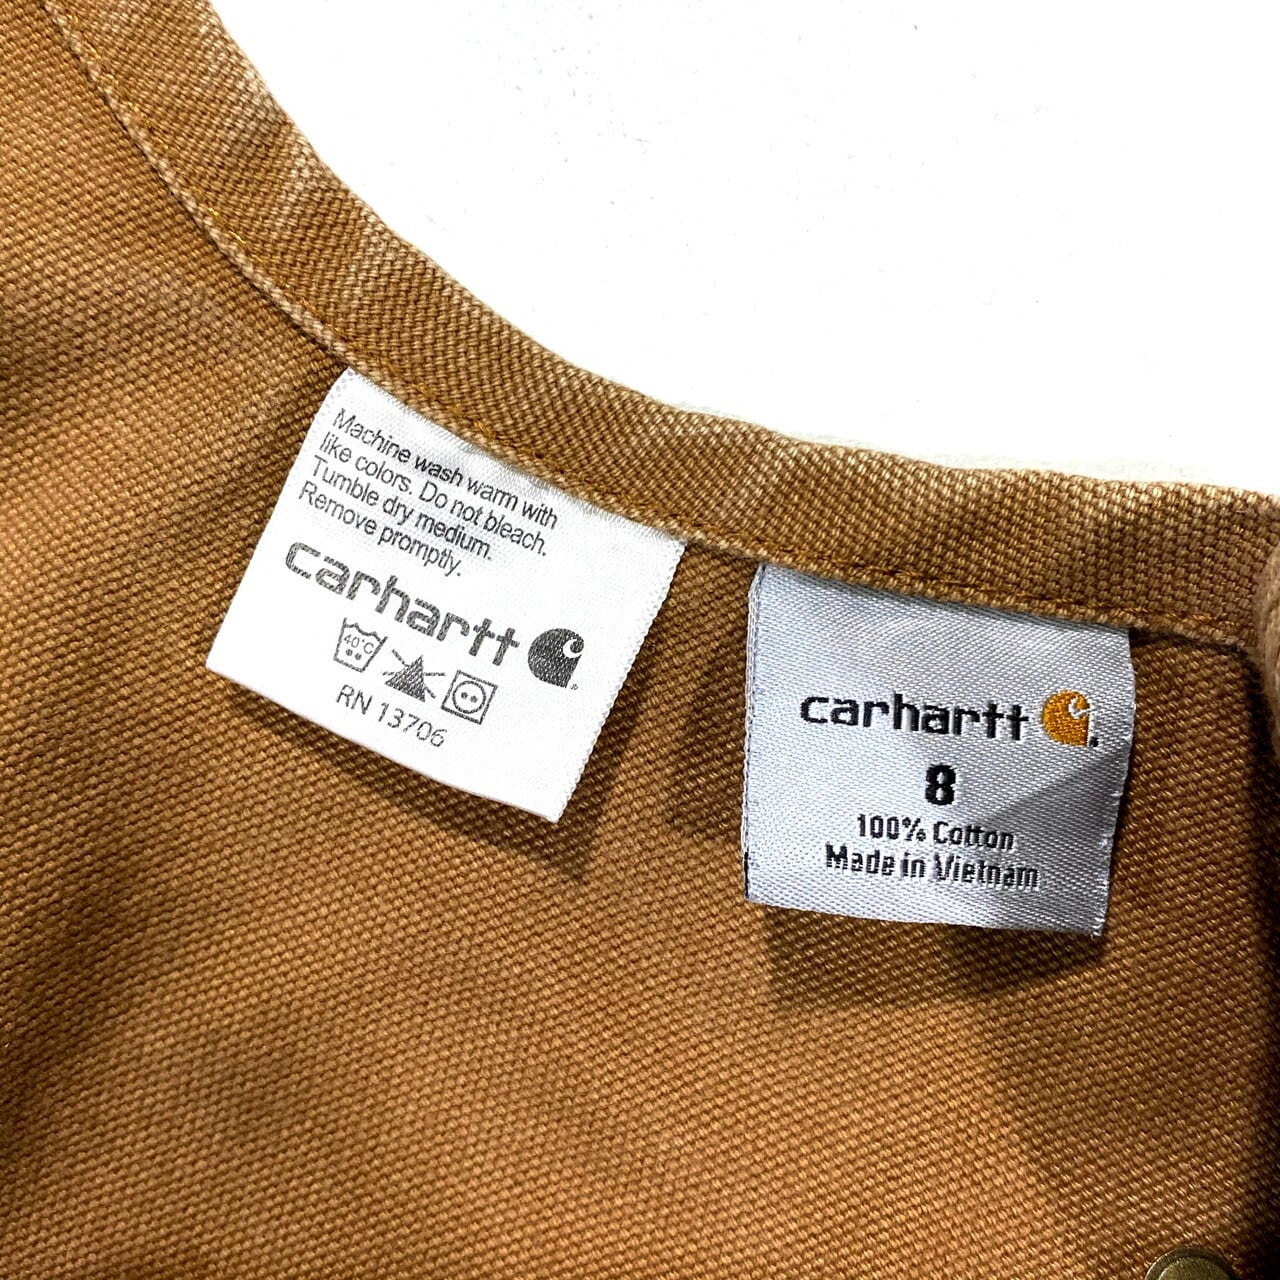 Machine wash warm with
like colors. Do not bleach.
Tumble dry medium.
Remove promptly.
carhartt
40°C
RN 13706
carhartt
8
100% Cotton
Made in Vietnam